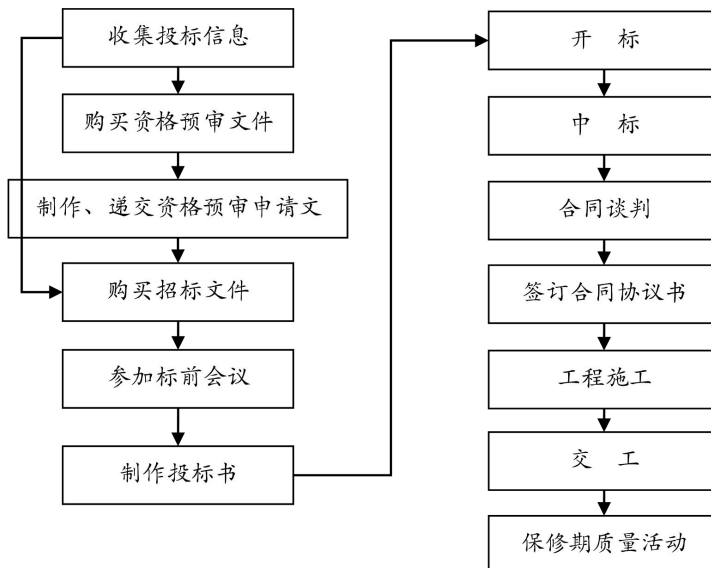 收集投标信息
购买资格预审文件
制作、递交资格预审申请文
购买招标文件
参加标前会议
制作投标书
开 标
中 标
合同谈判
签订合同协议书
工程施工
交 工
保修期质量活动